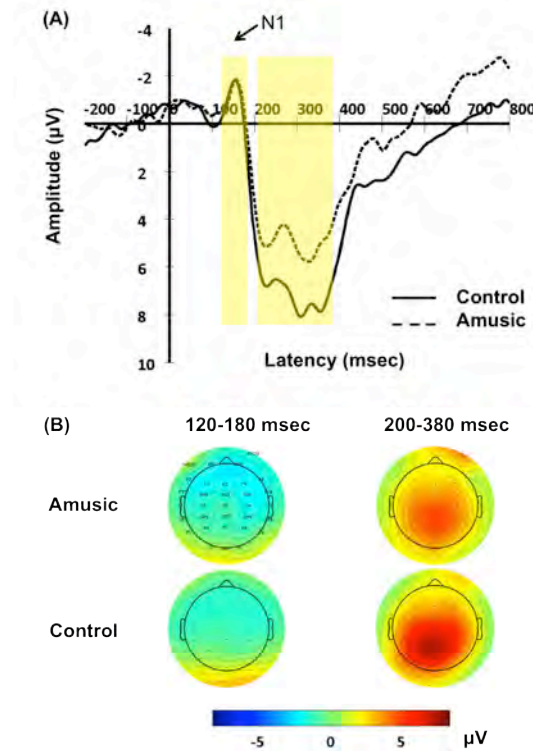 (A)
N1
-4
-2
-200 -100 0 100 200 300 400 500 600 700 800
0
2
4
6
8
10
Amplitude (µV)
Control
Amusic
Latency (msec)
(B)
120-180 msec 200-380 msec
Amusic
Control
-5 0 5 µV